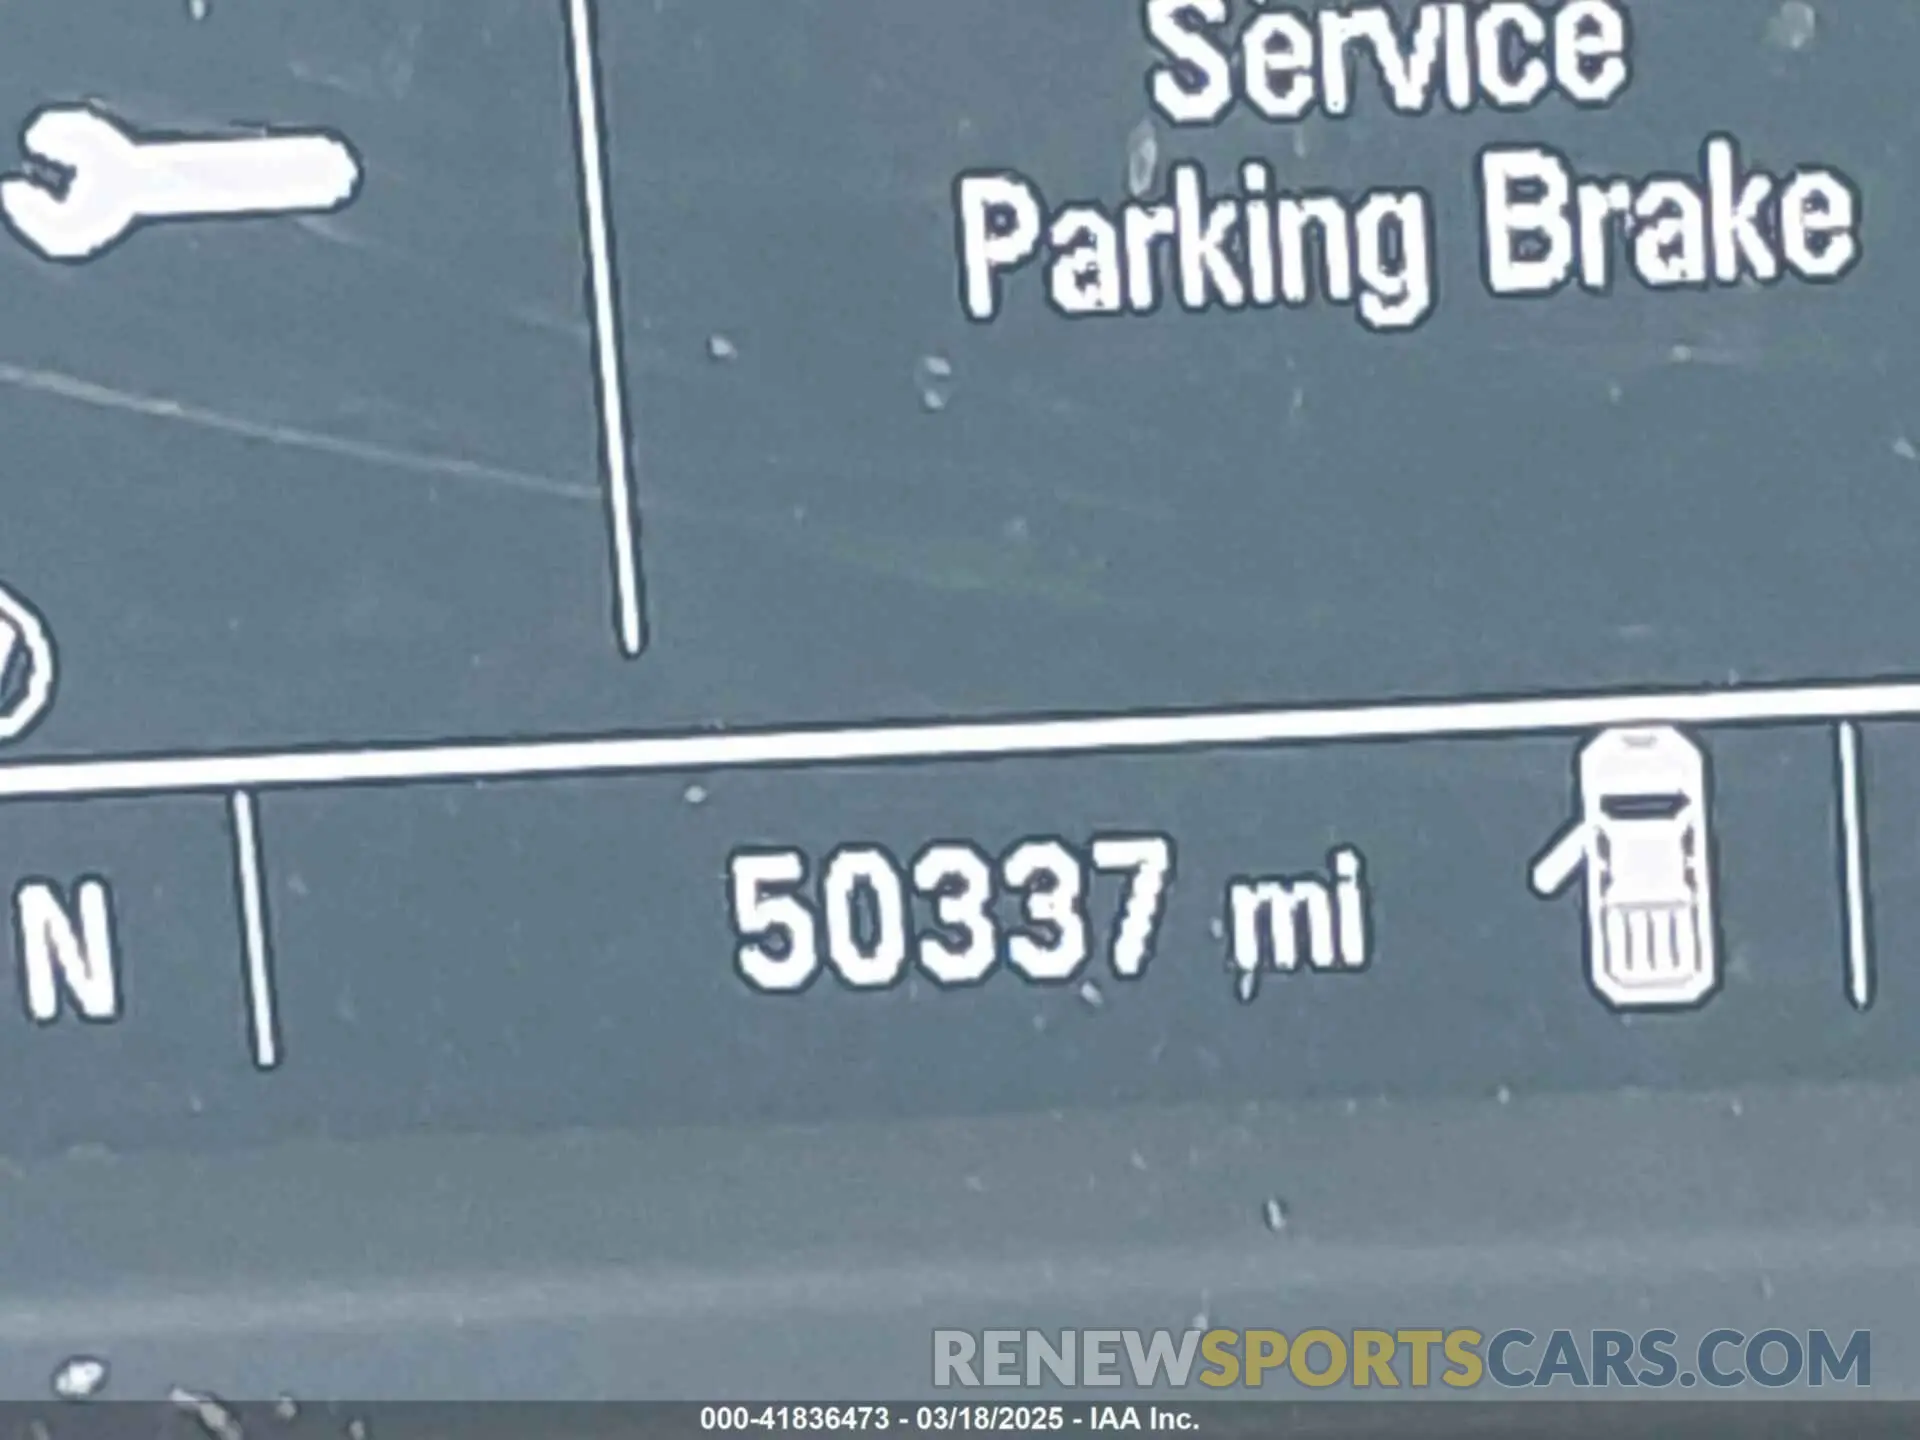 Service
Parking Brake
N
50337 mi
RENEWSPORTSCARS.COM
000-41836473 - 03/18/2025 - IAA Inc.